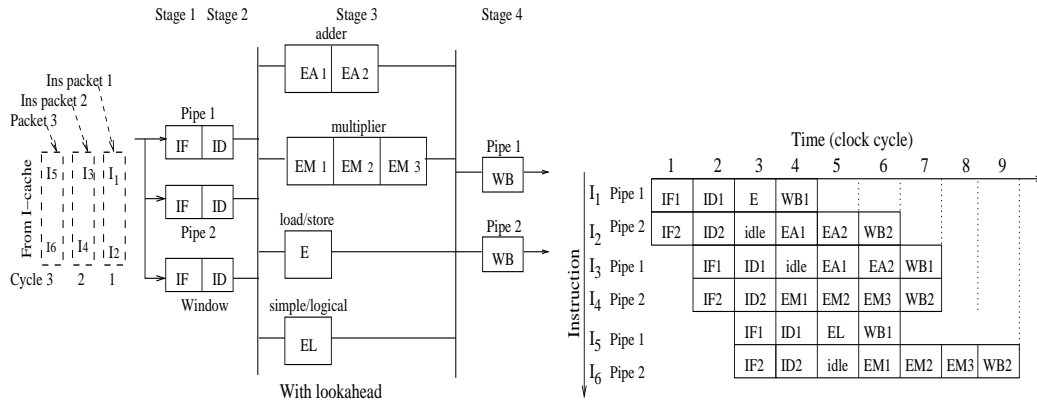 Stage 1 Stage 2 Stage 3 Stage 4
adder
EA 1 EA 2
Ins packet 1
Ins packet 2
Packet 3
Pipe 1
IF ID
multiplier
EM 1 EM 2 EM 3
Pipe 1
WB
From I-cache
I5 I3 I1
I6 I4 I2
Cycle 3 2 1
IF ID
Pipe 2
load/store
E
Pipe 2
WB
IF ID
Window
simple/logical
EL
With lookahead
Time (clock cycle)
1 2 3 4 5 6 7 8 9
I1 Pipe 1 IF1 ID1 E WB1
I2 Pipe 2 IF2 ID2 idle EA1 EA2 WB2
I3 Pipe 1 IF1 ID1 idle EA1 EA2 WB1
I4 Pipe 2 IF2 ID2 EM1 EM2 EM3 WB2
I5 Pipe 1 IF1 ID1 EL WB1
I6 Pipe 2 IF2 ID2 idle EM1 EM2 EM3 WB2
Instruction